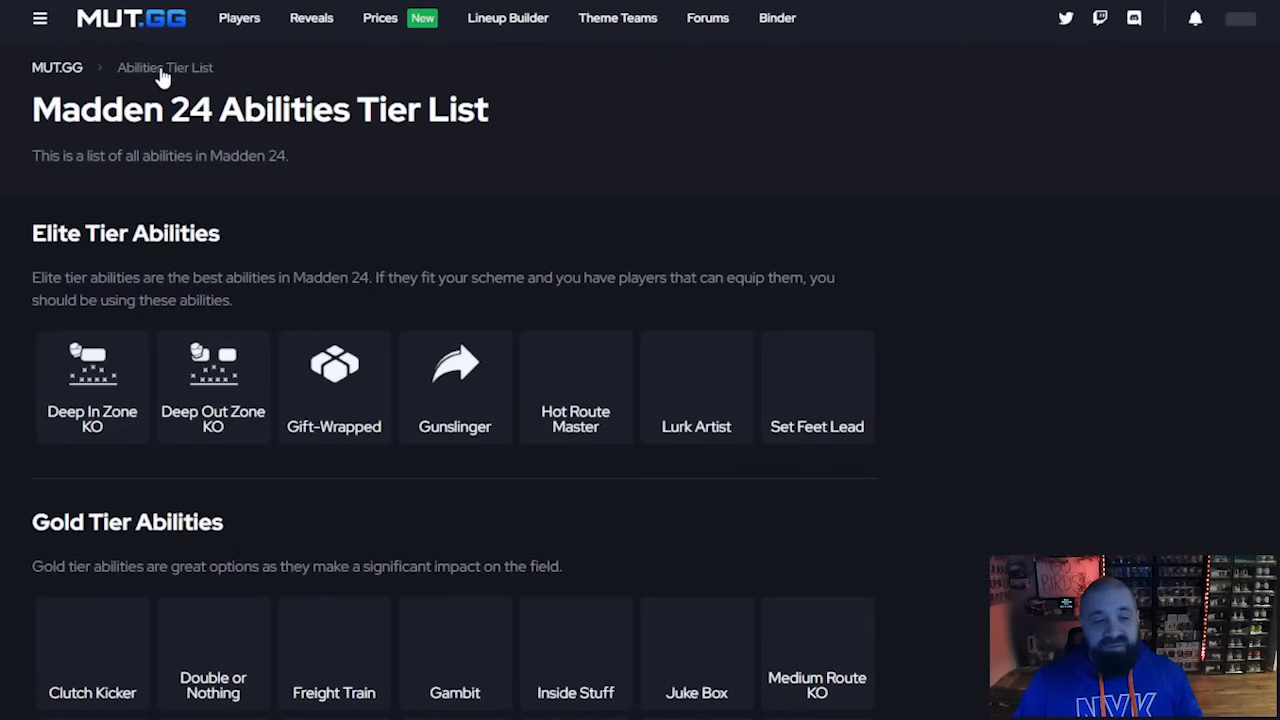 MUT.GG Players Reveals Prices New Lineup Builder Theme Teams Forums Binder
MUT.GG > Abilities Tier List
Madden 24 Abilities Tier List
This is a list of all abilities in Madden 24.
Elite Tier Abilities
Elite tier abilities are the best abilities in Madden 24. If they fit your scheme and you have players that can equip them, you
should be using these abilities.
Deep In Zone
KO
Deep Out Zone
KO
Gift-Wrapped
Gunslinger
Hot Route
Master
Lurk Artist
Set Feet Lead
Gold Tier Abilities
Gold tier abilities are great options as they make a significant impact on the field.
Clutch Kicker
Double or
Nothing
Freight Train
Gambit
Inside Stuff
Juke Box
Medium Route
KO
BIRDS